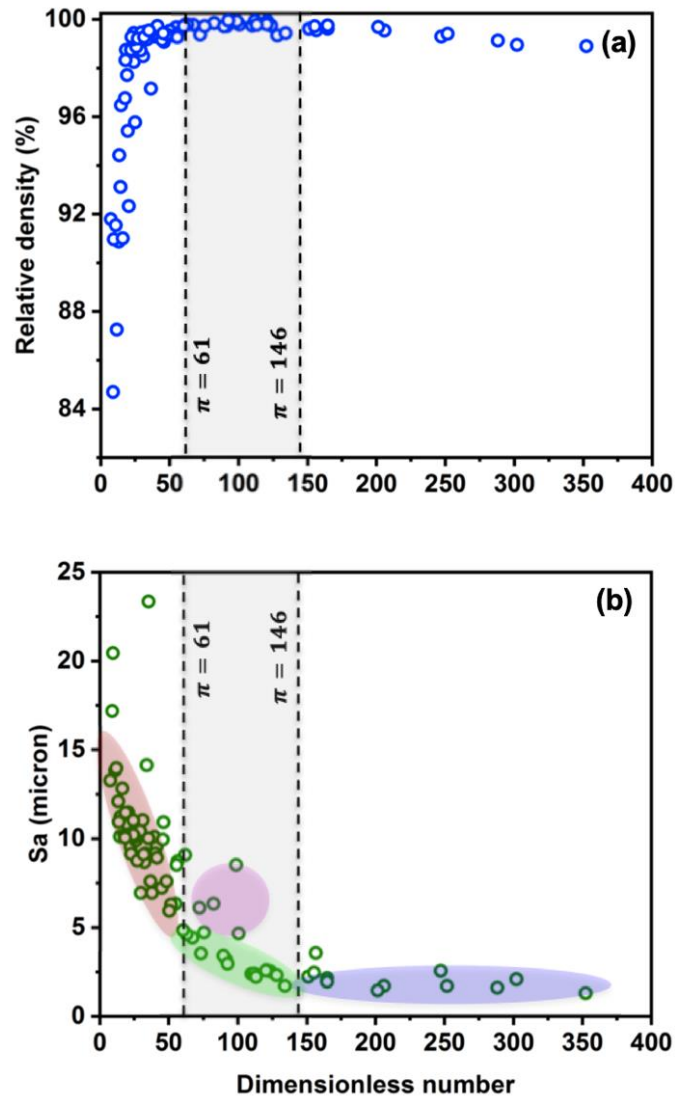 100
96
92
88
84
Relative density (%)
(a)
π = 61
π = 146
0 50 100 150 200 250 300 350 400
25
20
15
10
5
0
Sa (micron)
(b)
π = 61
π = 146
0 50 100 150 200 250 300 350 400
Dimensionless number